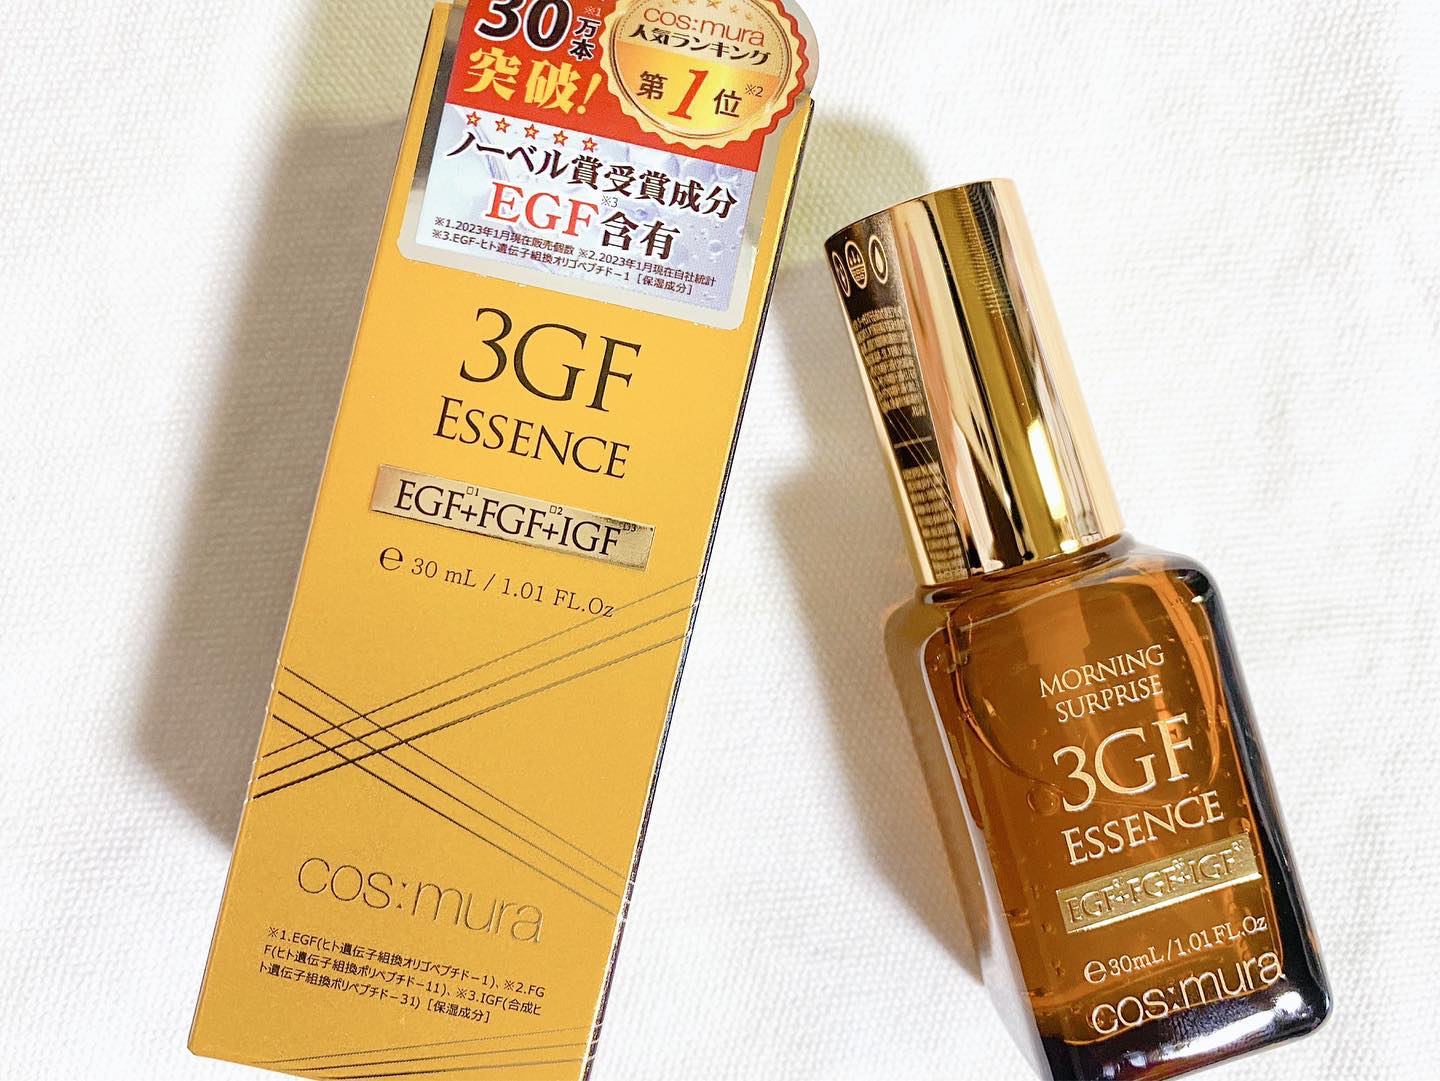 30万本※1
突破!
cos:mura
人気ランキング
第1位※2
ノーベル賞受賞成分
EGF※3含有
※1.2023年1月現在販売個数 ※2.2023年1月現在自社統計
※3.EGF-ヒト遺伝子組換オリゴペプチド-1 [保湿成分]
3GF
ESSENCE
EGF+FGF+IGF
℮ 30 mL / 1.01 FL.Oz
cos:mura
※1.EGF(ヒト遺伝子組換オリゴペプチド-1)、※2.FG
F(ヒト遺伝子組換ポリペプチド-11)、※3.IGF(合成ヒ
ト遺伝子組換ポリペプチド-31) [保湿成分]
MORNING
SURPRISE
3GF
ESSENCE
EGF+FGF+IGF
℮30mL/1.01FL.Oz
cos:mura